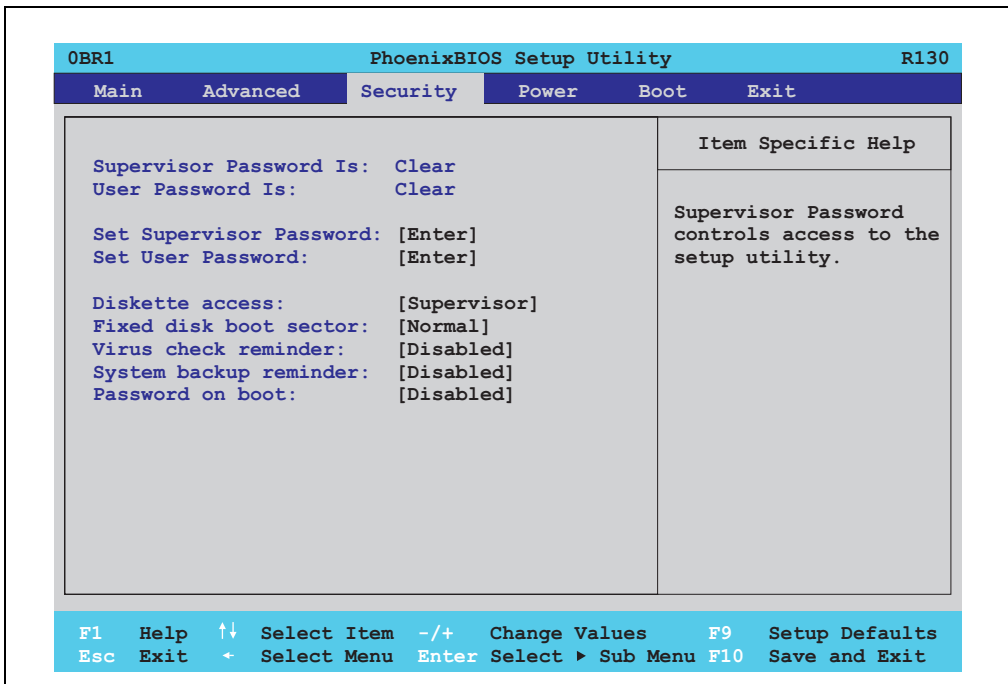 0BR1 PhoenixBIOS Setup Utility R130
Main Advanced Security Power Boot Exit
Supervisor Password Is: Clear
User Password Is: Clear
Set Supervisor Password: [Enter]
Set User Password: [Enter]
Diskette access: [Supervisor]
Fixed disk boot sector: [Normal]
Virus check reminder: [Disabled]
System backup reminder: [Disabled]
Password on boot: [Disabled]
Item Specific Help
Supervisor Password
controls access to the
setup utility.
F1 Help ↑↓ Select Item -/+ Change Values F9 Setup Defaults
Esc Exit ← Select Menu Enter Select ▶ Sub Menu F10 Save and Exit